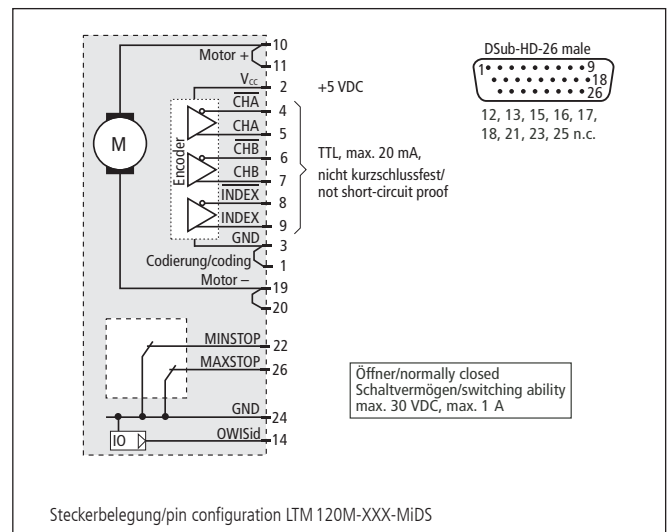 Motor +
10
11
Vcc
2
+5 VDC
CHA
4
CHA
5
CHB
6
CHB
7
INDEX
8
INDEX
9
GND
3
Codierung/coding
1
Motor –
19
20
M
Encoder
TTL, max. 20 mA,
nicht kurzschlussfest/
not short-circuit proof
DSub-HD-26 male
1
9
18
26
12, 13, 15, 16, 17,
18, 21, 23, 25 n.c.
MINSTOP
22
MAXSTOP
26
GND
24
IO
OWISid
14
Öffner/normally closed
Schaltvermögen/switching ability
max. 30 VDC, max. 1 A
Steckerbelegung/pin configuration LTM 120M-XXX-MiDS